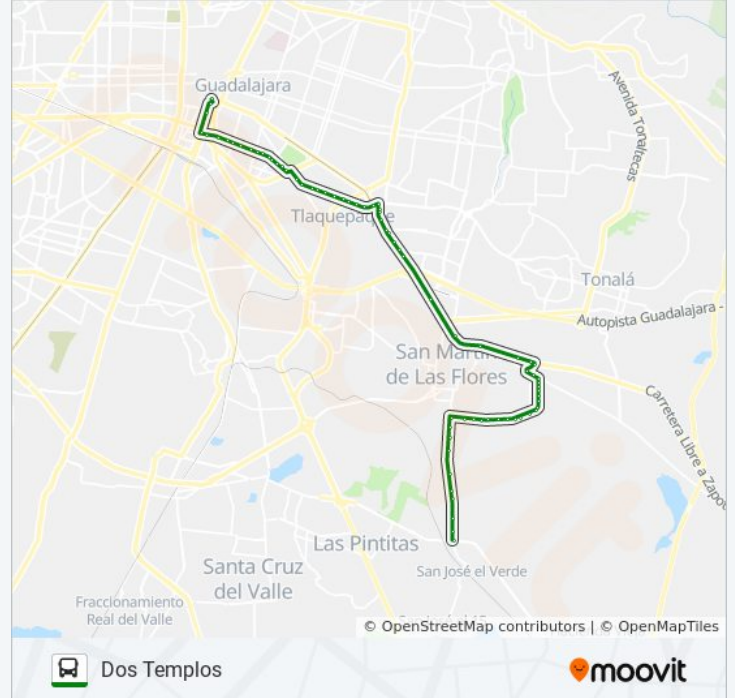 Guadalajara
Avenida Tonaltecas
Tlaquepaque
Tonalá
Autopista Guadalajara -
San Martín
de Las Flores
Carretera Libre a Zapo
Las Pintitas
Santa Cruz
del Valle
San José el Verde
Fraccionamiento
Real del Valle
© OpenStreetMap contributors | © OpenMapTiles
Dos Templos
moovit